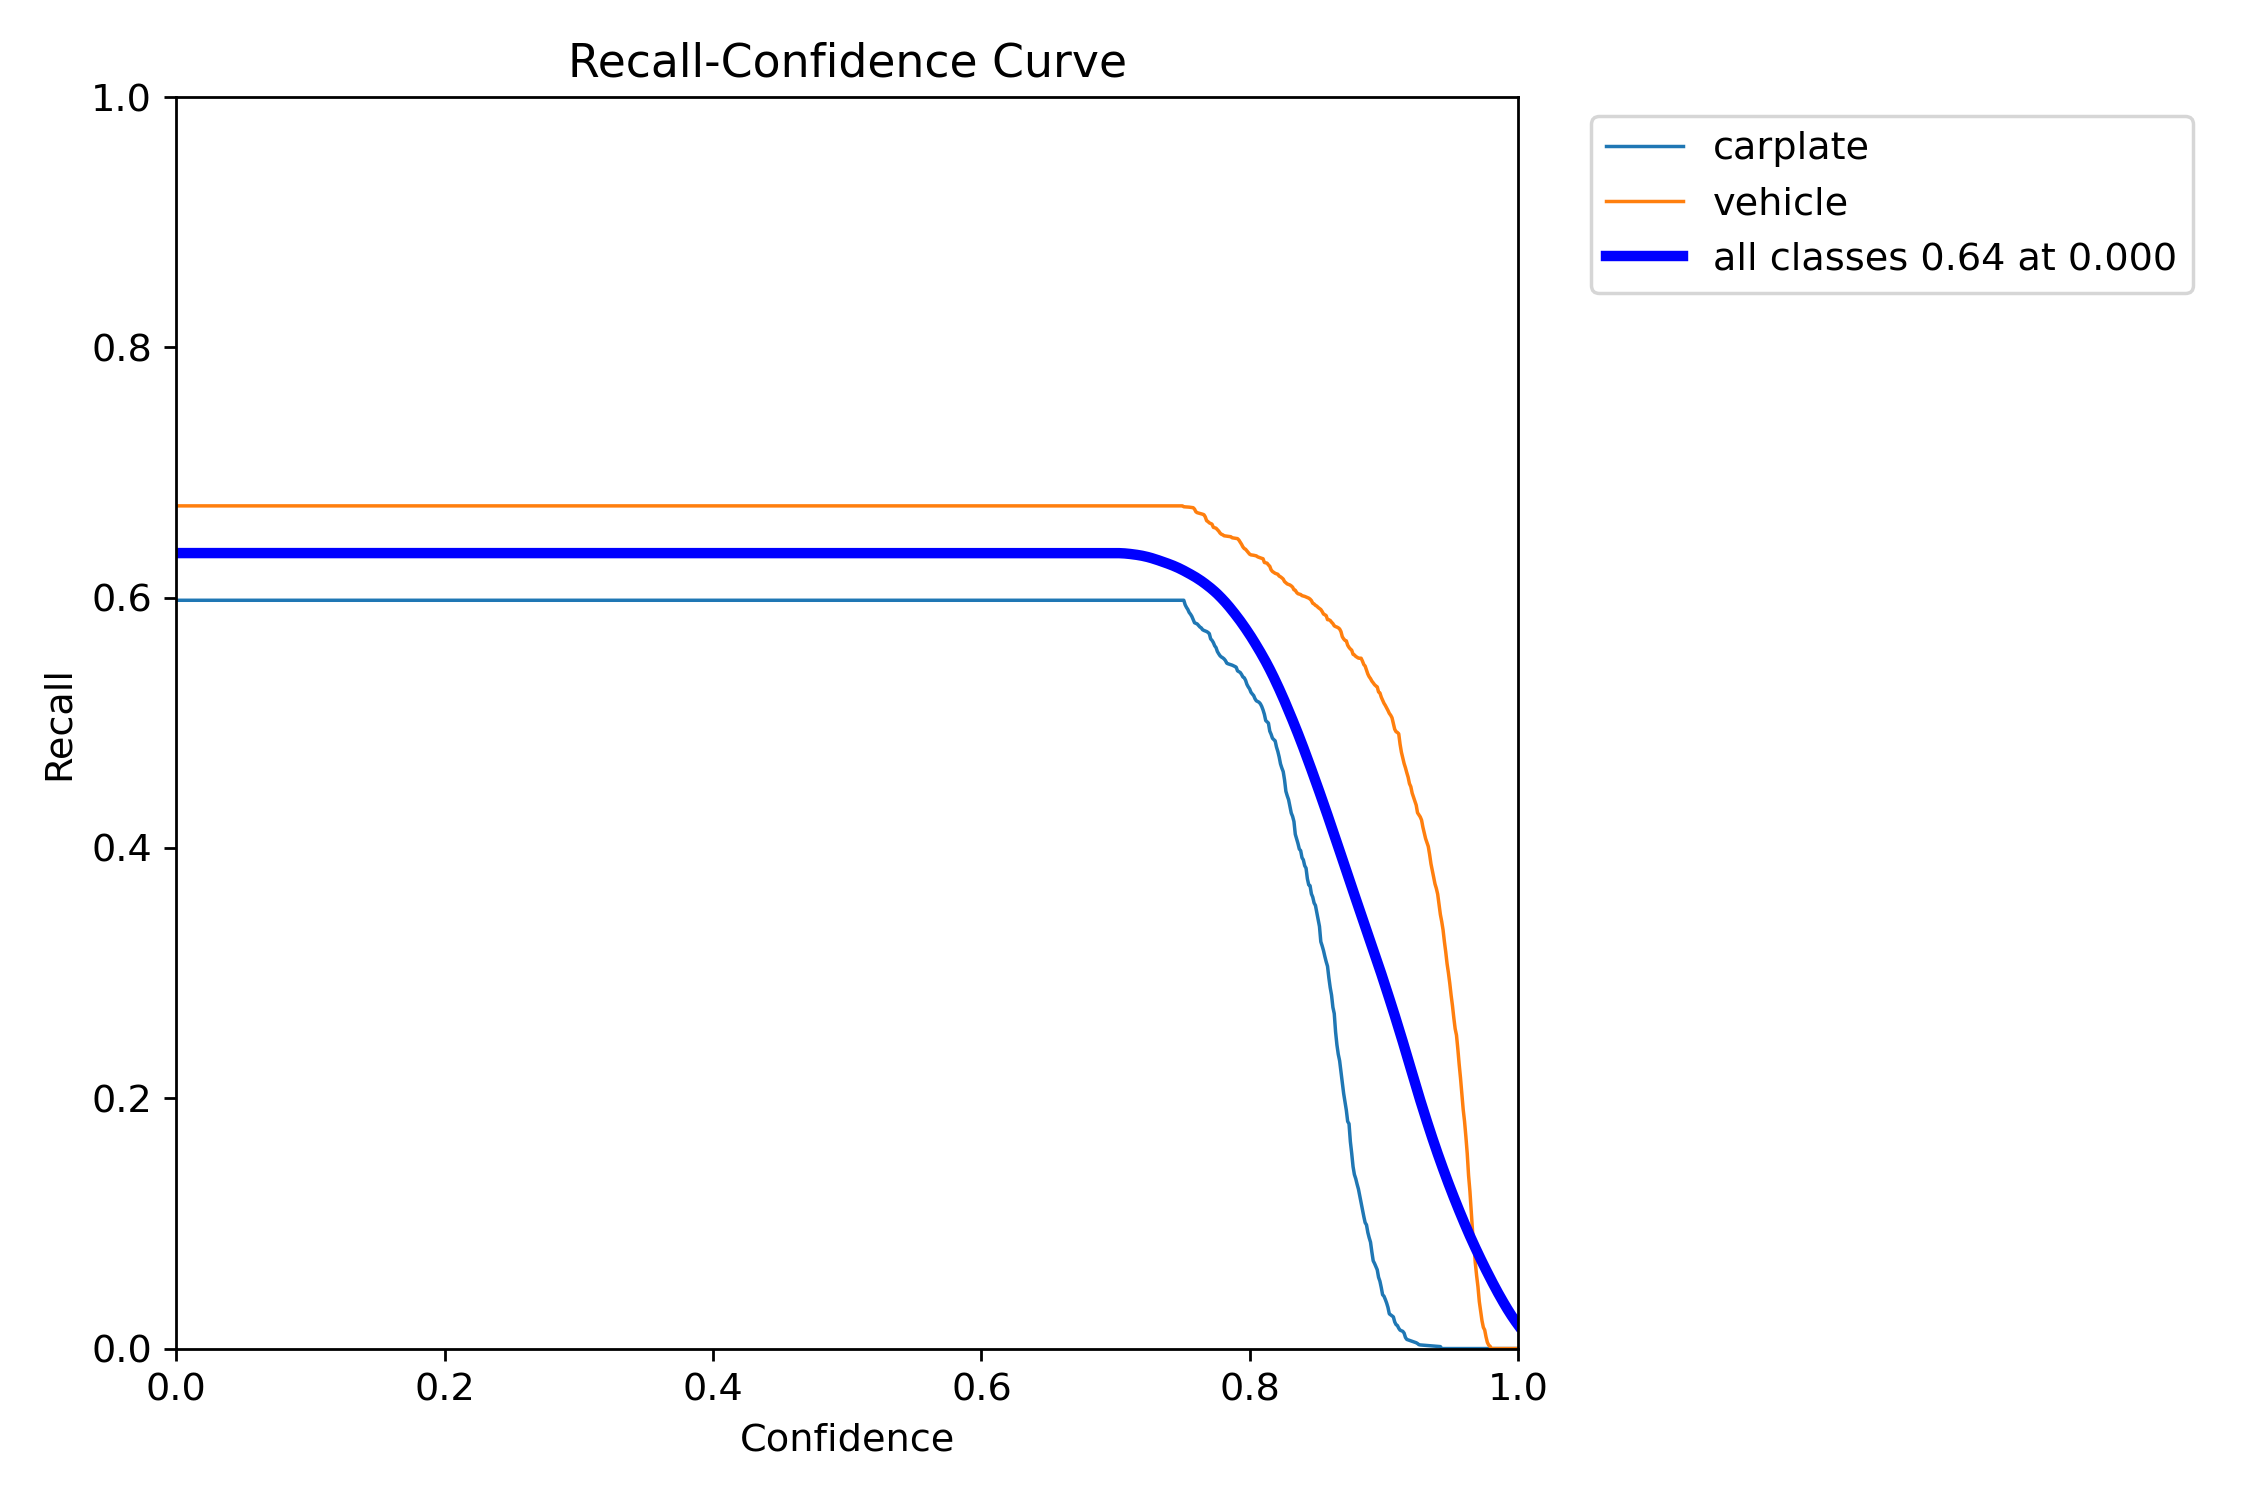 Recall-Confidence Curve
1.0
0.8
0.6
0.4
0.2
0.0
Recall
0.0 0.2 0.4 0.6 0.8 1.0
Confidence
carplate
vehicle
all classes 0.64 at 0.000